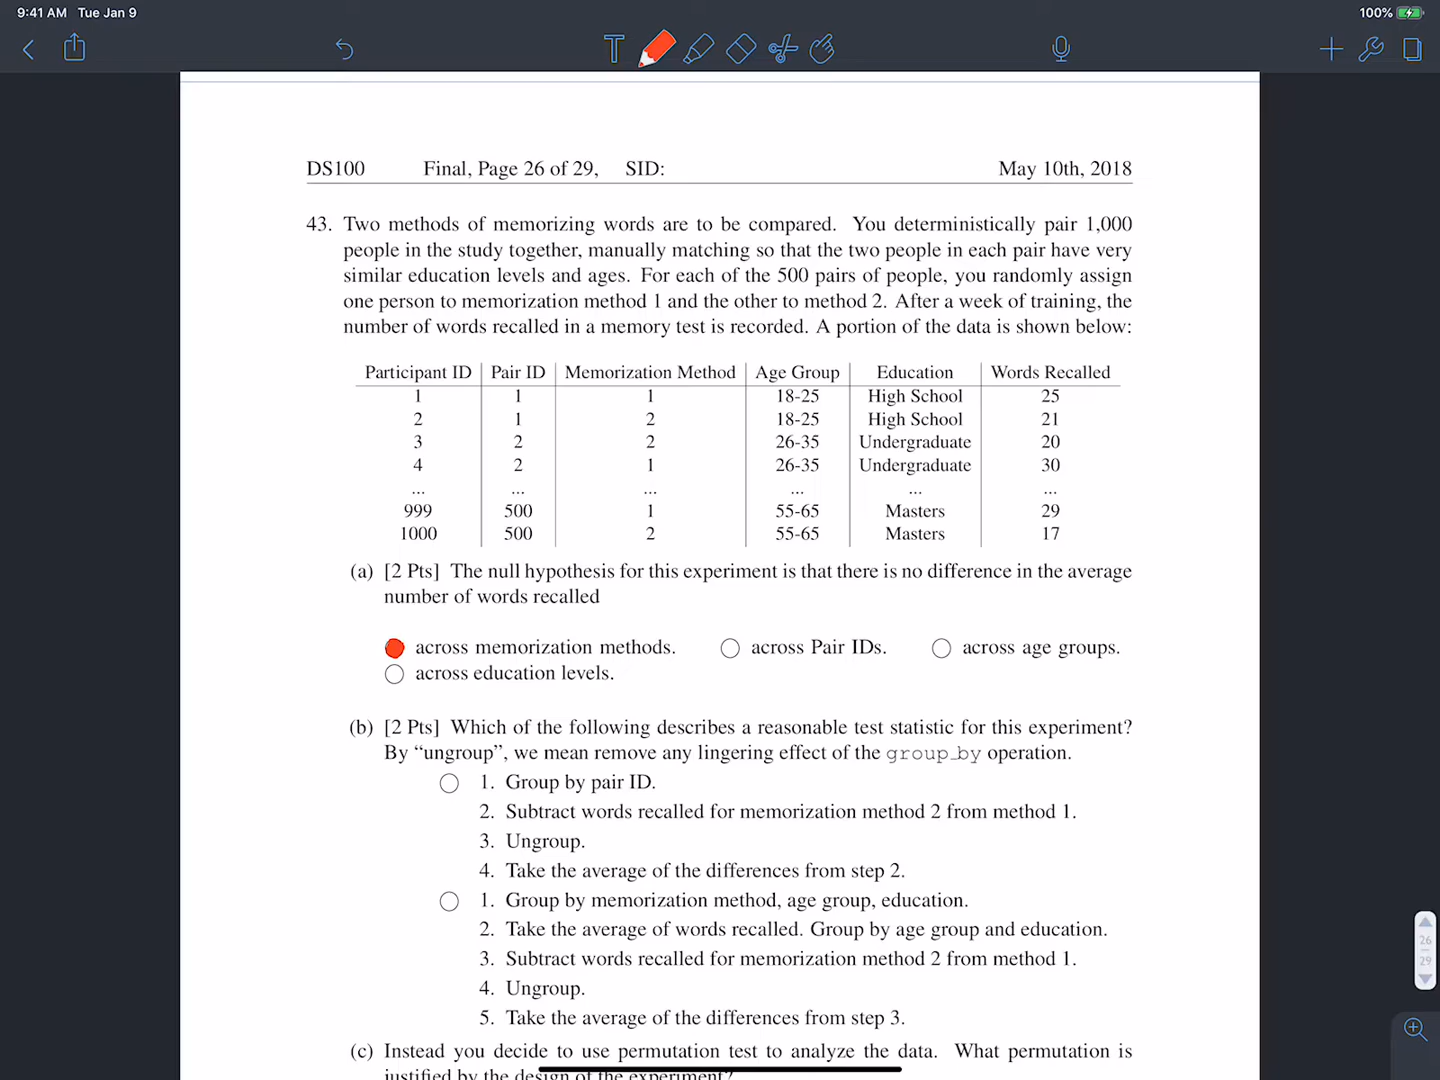 9:41 AM Tue Jan 9
100%
DS100 Final, Page 26 of 29, SID: May 10th, 2018
43. Two methods of memorizing words are to be compared. You deterministically pair 1,000
people in the study together, manually matching so that the two people in each pair have very
similar education levels and ages. For each of the 500 pairs of people, you randomly assign
one person to memorization method 1 and the other to method 2. After a week of training, the
number of words recalled in a memory test is recorded. A portion of the data is shown below:
Participant ID Pair ID Memorization Method Age Group Education Words Recalled
1 1 1 18-25 High School 25
2 1 2 18-25 High School 21
3 2 2 26-35 Undergraduate 20
4 2 1 26-35 Undergraduate 30
... ... ... ... ... ...
999 500 1 55-65 Masters 29
1000 500 2 55-65 Masters 17
(a) [2 Pts] The null hypothesis for this experiment is that there is no difference in the average
number of words recalled
across memorization methods. across Pair IDs. across age groups.
across education levels.
(b) [2 Pts] Which of the following describes a reasonable test statistic for this experiment?
By “ungroup”, we mean remove any lingering effect of the group_by operation.
1. Group by pair ID.
2. Subtract words recalled for memorization method 2 from method 1.
3. Ungroup.
4. Take the average of the differences from step 2.
1. Group by memorization method, age group, education.
2. Take the average of words recalled. Group by age group and education.
3. Subtract words recalled for memorization method 2 from method 1.
4. Ungroup.
5. Take the average of the differences from step 3.
(c) Instead you decide to use permutation test to analyze the data. What permutation is
justified by the design of the experiment?
26
29